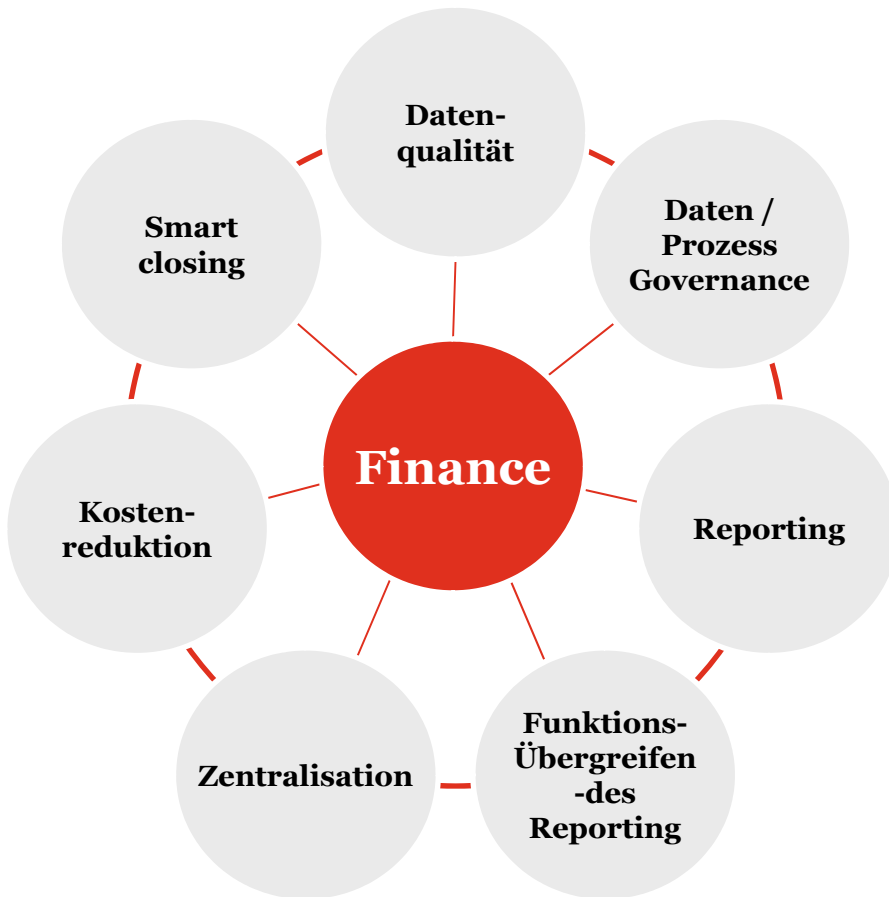 Daten-
qualität
Daten /
Prozess
Governance
Reporting
Funktions-
Übergreifen
-des
Reporting
Zentralisation
Kosten-
reduktion
Smart
closing
Finance